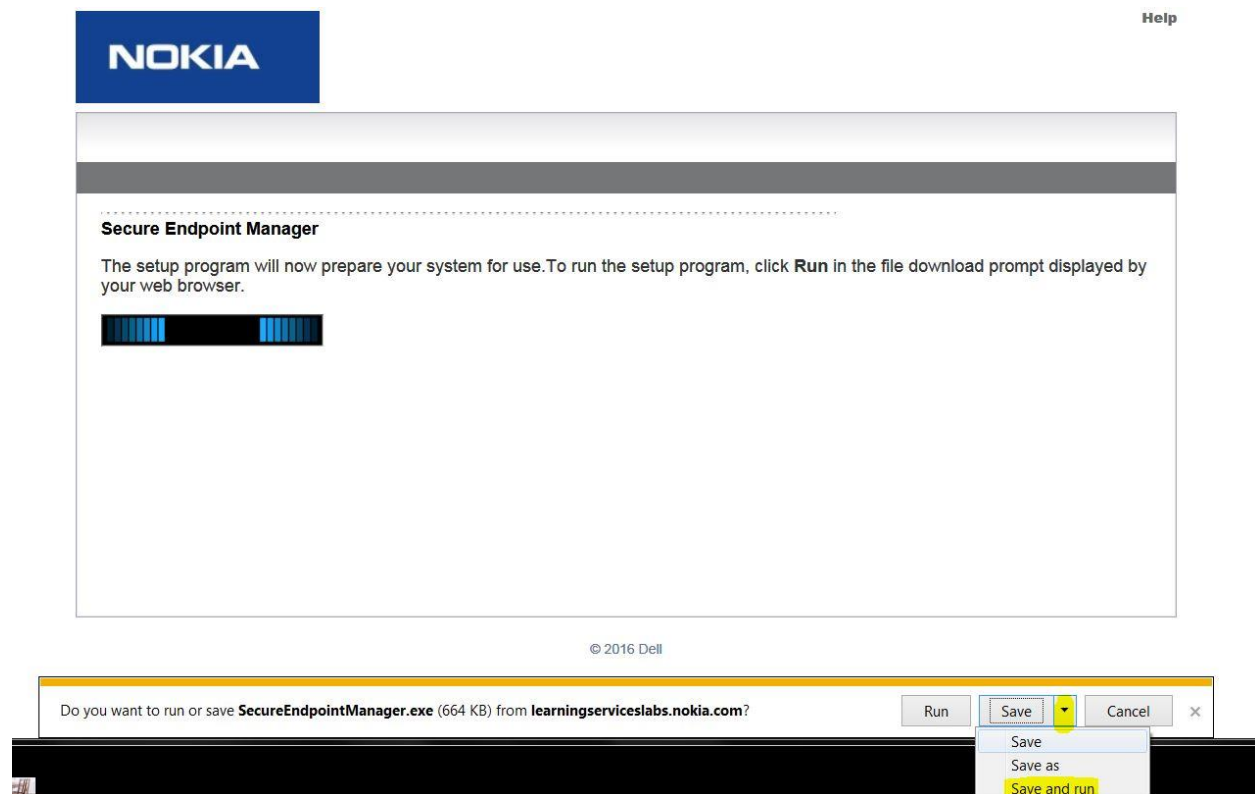 Help
NOKIA
Secure Endpoint Manager
The setup program will now prepare your system for use.To run the setup program, click Run in the file download prompt displayed by
your web browser.
© 2016 Dell
Do you want to run or save SecureEndpointManager.exe (664 KB) from learningserviceslabs.nokia.com?
Run
Save
Cancel
Save
Save as
Save and run